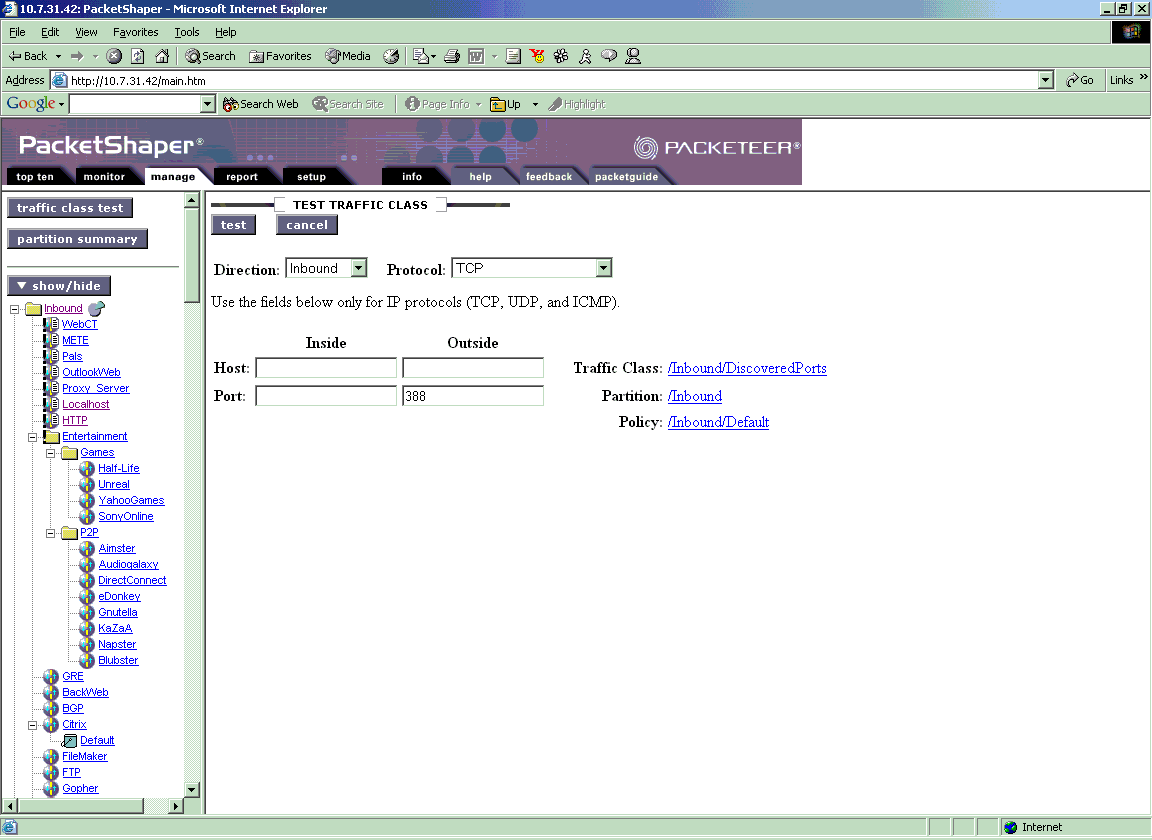 10.7.31.42: PacketShaper - Microsoft Internet Explorer
File Edit View Favorites Tools Help
Back Search Favorites Media
Address http://10.7.31.42/main.htm Go Links »
Google Search Web Search Site Page Info Up Highlight
PacketShaper® PACKETEER®
top ten monitor manage report setup info help feedback packetguide
traffic class test
partition summary
show/hide
Inbound
WebCT
METE
Pals
OutlookWeb
Proxy_Server
Localhost
HTTP
Entertainment
Games
Half-Life
Unreal
YahooGames
SonyOnline
P2P
Aimster
Audiogalaxy
DirectConnect
eDonkey
Gnutella
KaZaA
Napster
Blubster
GRE
BackWeb
BGP
Citrix
Default
FileMaker
FTP
Gopher
TEST TRAFFIC CLASS
test cancel
Direction: Inbound Protocol: TCP
Use the fields below only for IP protocols (TCP, UDP, and ICMP).
Inside Outside
Host: Traffic Class: /Inbound/DiscoveredPorts
Port: 388 Partition: /Inbound
Policy: /Inbound/Default
Internet